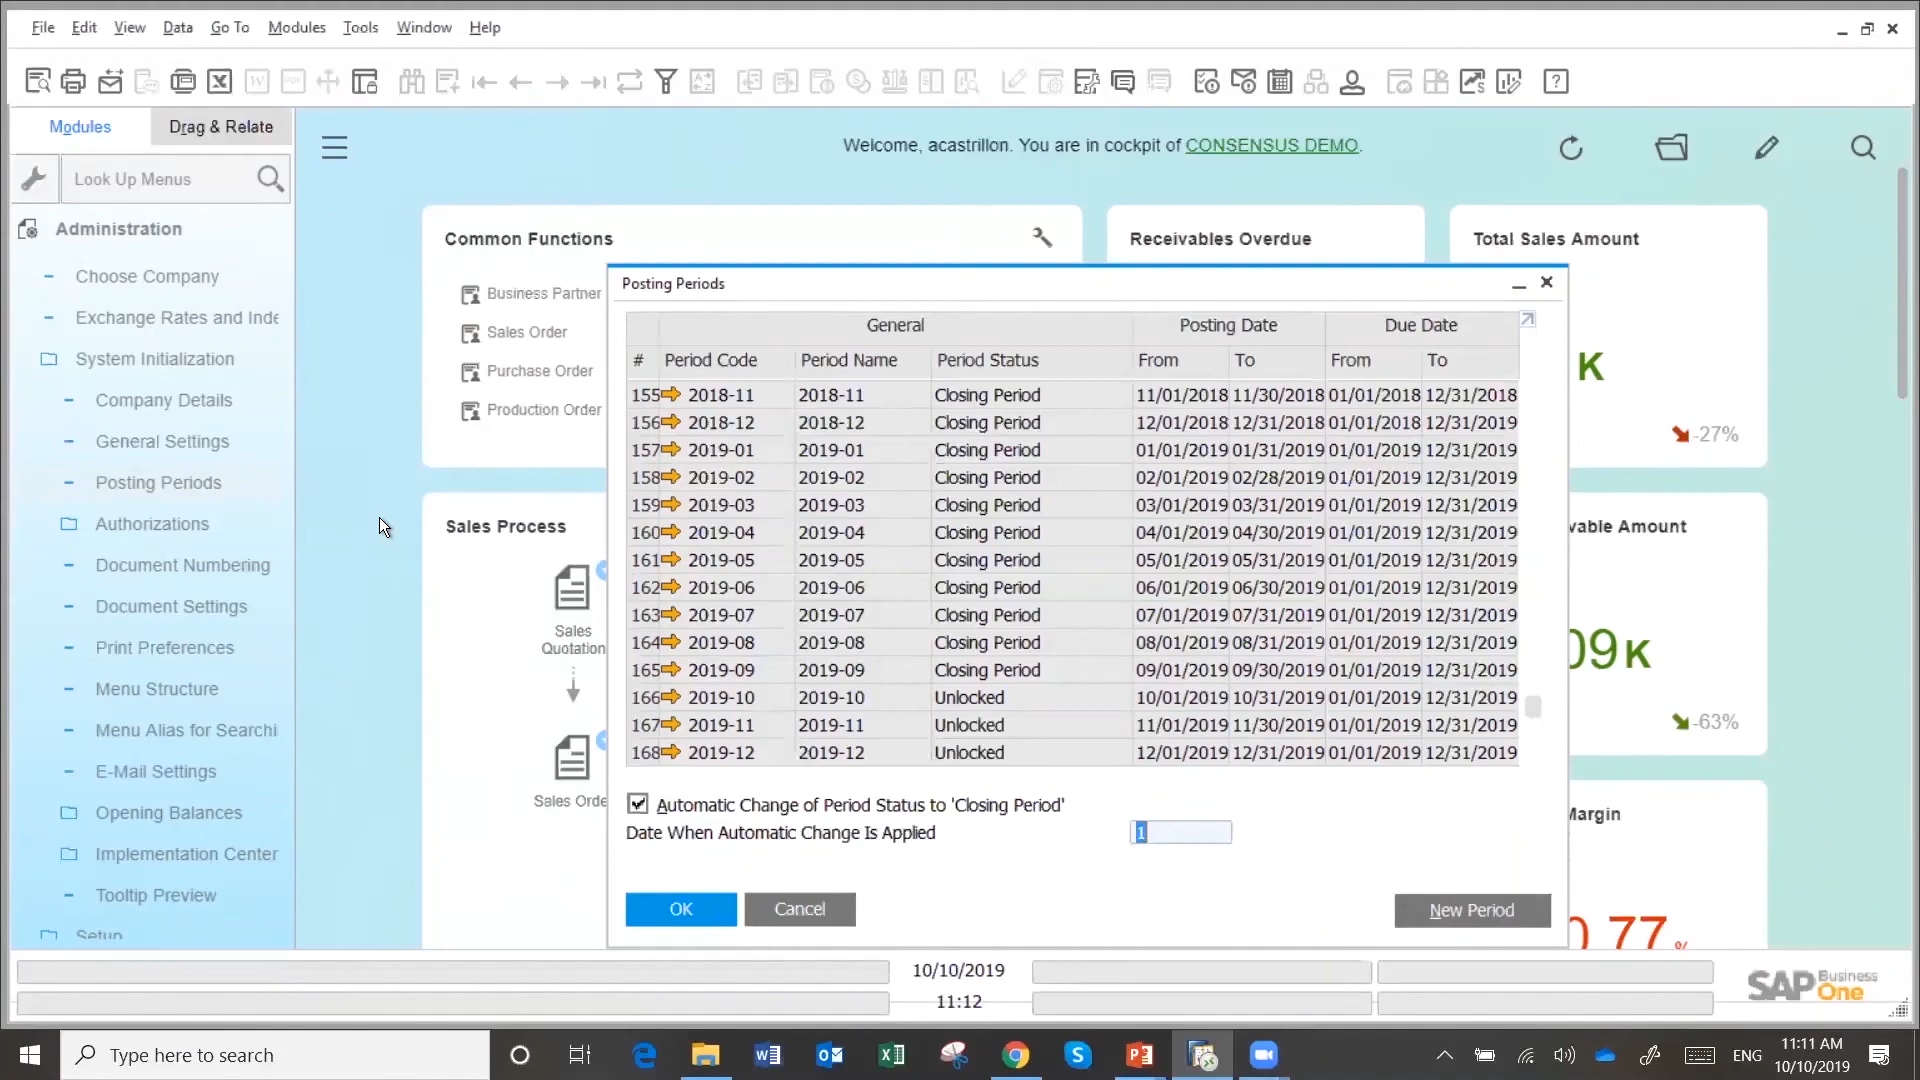 File Edit View Data Go To Modules Tools Window Help
Modules Drag & Relate
Welcome, acastrillon. You are in cockpit of CONSENSUS DEMO.
Look Up Menus
Administration
Choose Company
Exchange Rates and Inde
System Initialization
Company Details
General Settings
Posting Periods
Authorizations
Document Numbering
Document Settings
Print Preferences
Menu Structure
Menu Alias for Searchi
E-Mail Settings
Opening Balances
Implementation Center
Tooltip Preview
Setup
Common Functions
Business Partner
Sales Order
Purchase Order
Production Order
Receivables Overdue
Total Sales Amount
K
-27%
Sales Process
Sales
Quotation
Sales Orde
vable Amount
09 K
-63%
Margin
0.77 %
Posting Periods
General Posting Date Due Date
# Period Code Period Name Period Status From To From To
155 2018-11 2018-11 Closing Period 11/01/2018 11/30/2018 01/01/2018 12/31/2018
156 2018-12 2018-12 Closing Period 12/01/2018 12/31/2018 01/01/2018 12/31/2019
157 2019-01 2019-01 Closing Period 01/01/2019 01/31/2019 01/01/2019 12/31/2019
158 2019-02 2019-02 Closing Period 02/01/2019 02/28/2019 01/01/2019 12/31/2019
159 2019-03 2019-03 Closing Period 03/01/2019 03/31/2019 01/01/2019 12/31/2019
160 2019-04 2019-04 Closing Period 04/01/2019 04/30/2019 01/01/2019 12/31/2019
161 2019-05 2019-05 Closing Period 05/01/2019 05/31/2019 01/01/2019 12/31/2019
162 2019-06 2019-06 Closing Period 06/01/2019 06/30/2019 01/01/2019 12/31/2019
163 2019-07 2019-07 Closing Period 07/01/2019 07/31/2019 01/01/2019 12/31/2019
164 2019-08 2019-08 Closing Period 08/01/2019 08/31/2019 01/01/2019 12/31/2019
165 2019-09 2019-09 Closing Period 09/01/2019 09/30/2019 01/01/2019 12/31/2019
166 2019-10 2019-10 Unlocked 10/01/2019 10/31/2019 01/01/2019 12/31/2019
167 2019-11 2019-11 Unlocked 11/01/2019 11/30/2019 01/01/2019 12/31/2019
168 2019-12 2019-12 Unlocked 12/01/2019 12/31/2019 01/01/2019 12/31/2019
Automatic Change of Period Status to 'Closing Period'
Date When Automatic Change Is Applied 1
OK Cancel New Period
10/10/2019
11:12
SAP Business One
Type here to search
ENG
11:11 AM
10/10/2019